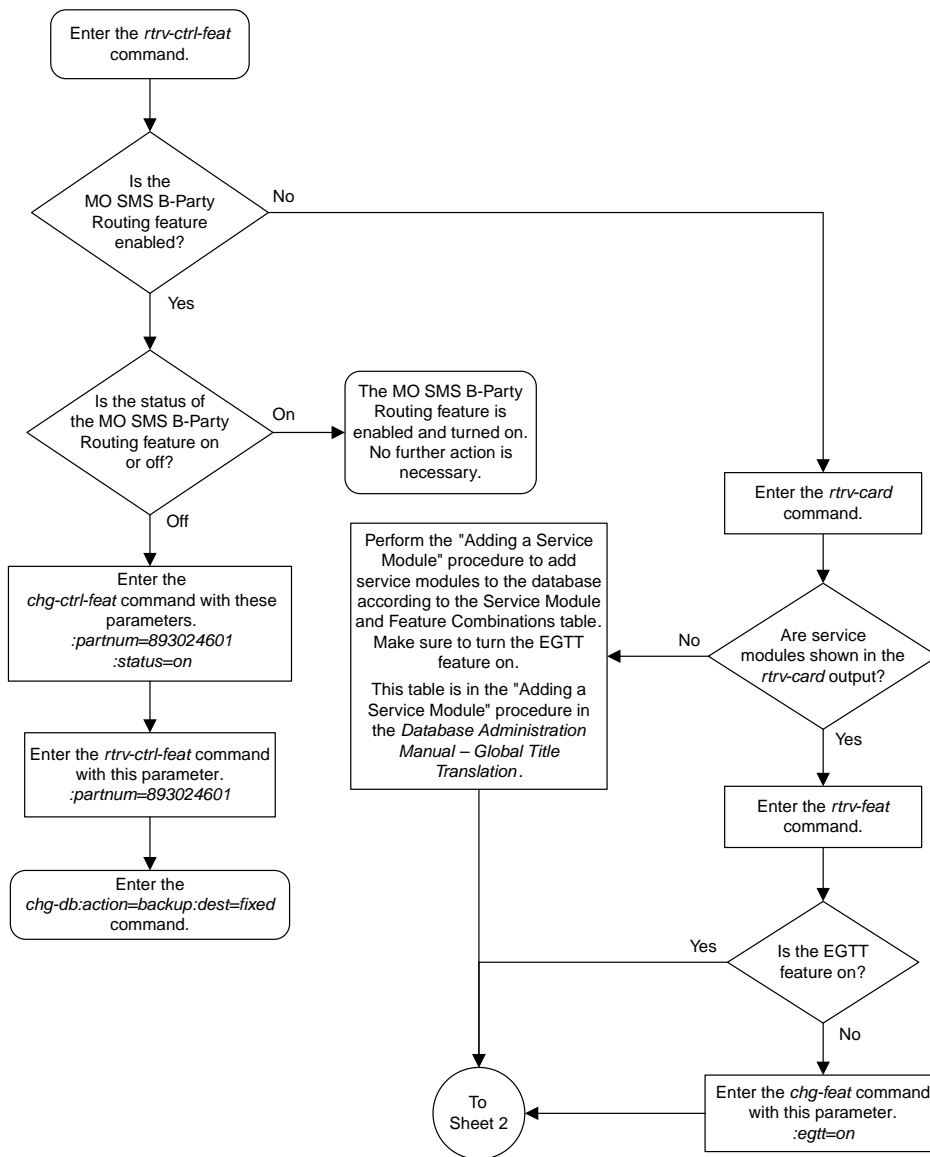 Enter the rtrv-ctrl-feat
command.
Is the
MO SMS B-Party
Routing feature
enabled?
No
Yes
Is the status of
the MO SMS B-Party
Routing feature on
or off?
On
The MO SMS B-Party
Routing feature is
enabled and turned on.
No further action is
necessary.
Off
Enter the
chg-ctrl-feat command with these
parameters.
:partnum=893024601
:status=on
Enter the rtrv-ctrl-feat command
with this parameter.
:partnum=893024601
Enter the
chg-db:action=backup:dest=fixed
command.
Enter the rtrv-card
command.
Are service
modules shown in the
rtrv-card output?
No
Perform the "Adding a Service
Module" procedure to add
service modules to the database
according to the Service Module
and Feature Combinations table.
Make sure to turn the EGTT
feature on.
This table is in the "Adding a
Service Module" procedure in
the Database Administration
Manual – Global Title
Translation.
Yes
Enter the rtrv-feat
command.
Is the EGTT
feature on?
Yes
No
Enter the chg-feat command
with this parameter.
:egtt=on
To
Sheet 2